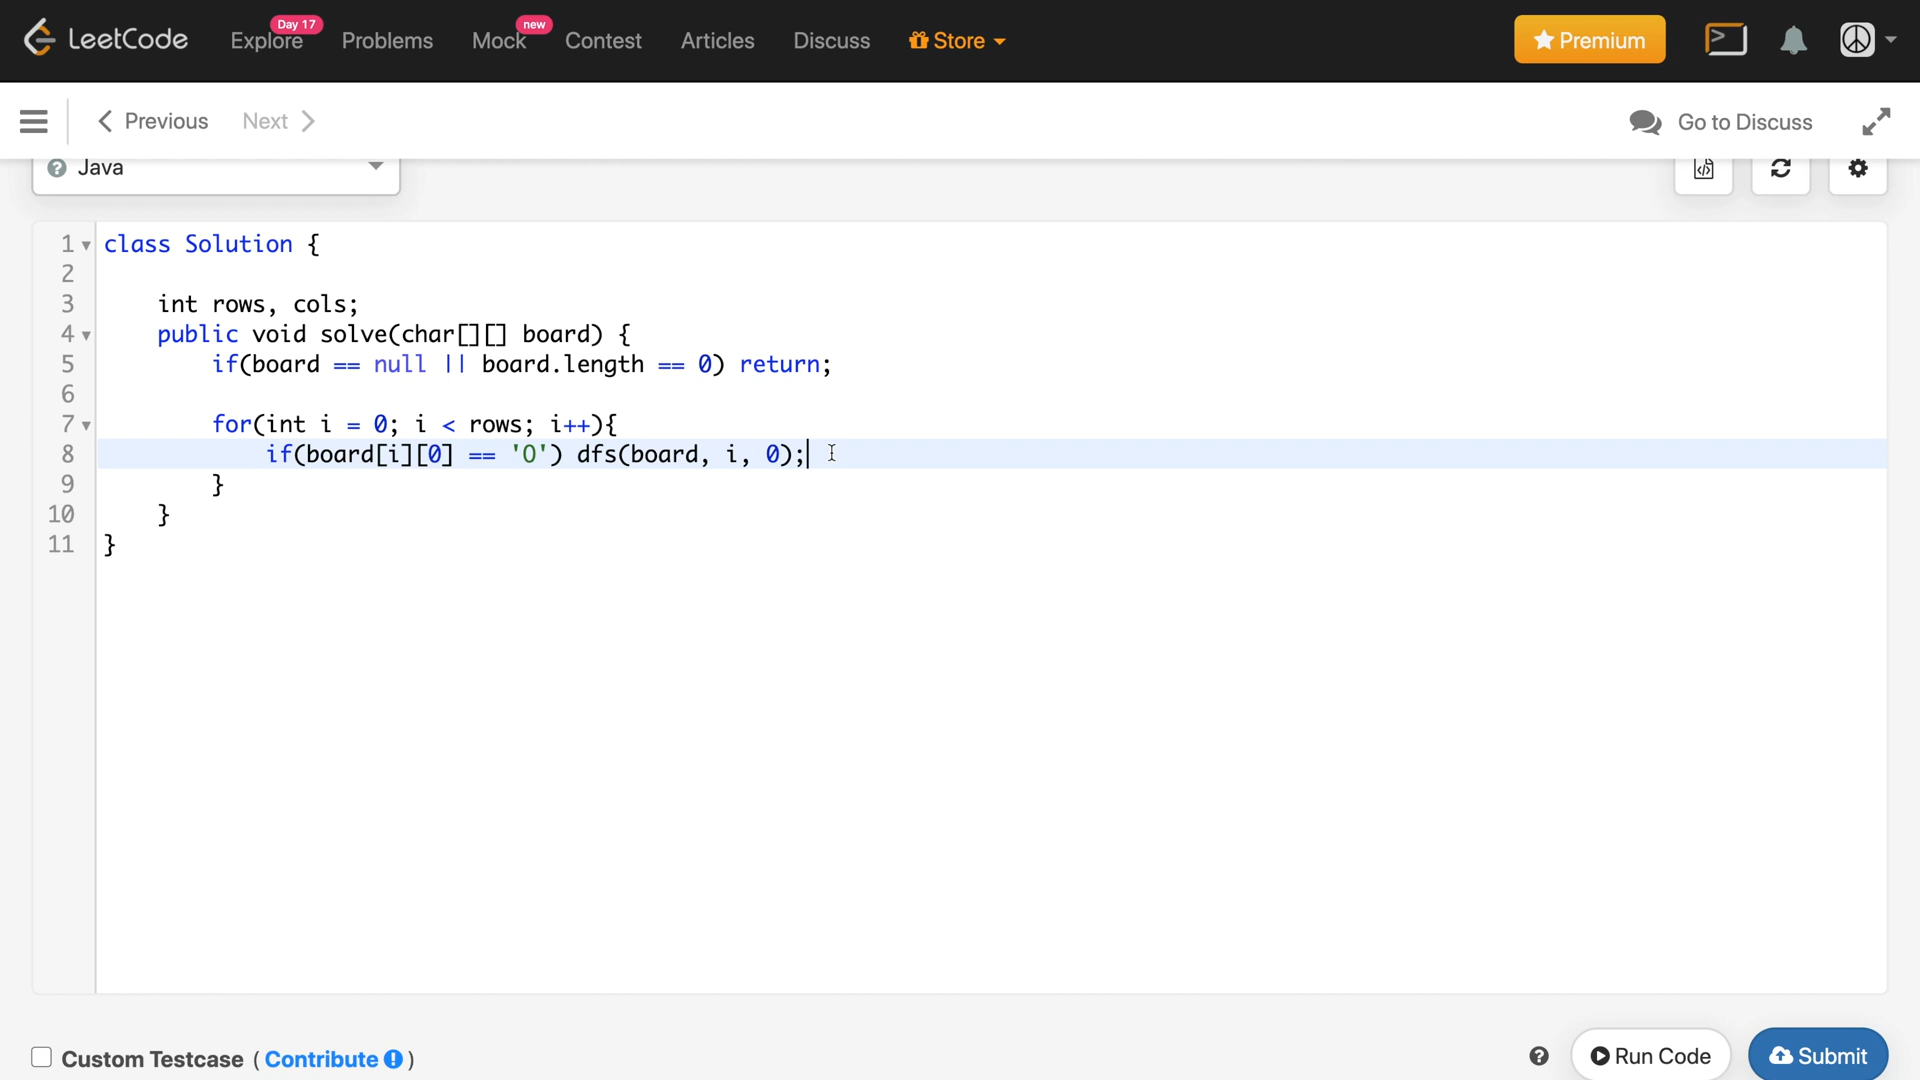 LeetCode Explore Day 17 Problems Mock new Contest Articles Discuss Store Premium
Previous Next Go to Discuss
Java
1 class Solution {
2
3 int rows, cols;
4 public void solve(char[][] board) {
5 if(board == null || board.length == 0) return;
6
7 for(int i = 0; i < rows; i++){
8 if(board[i][0] == 'O') dfs(board, i, 0);
9 }
10 }
11 }
Custom Testcase ( Contribute ) Run Code Submit